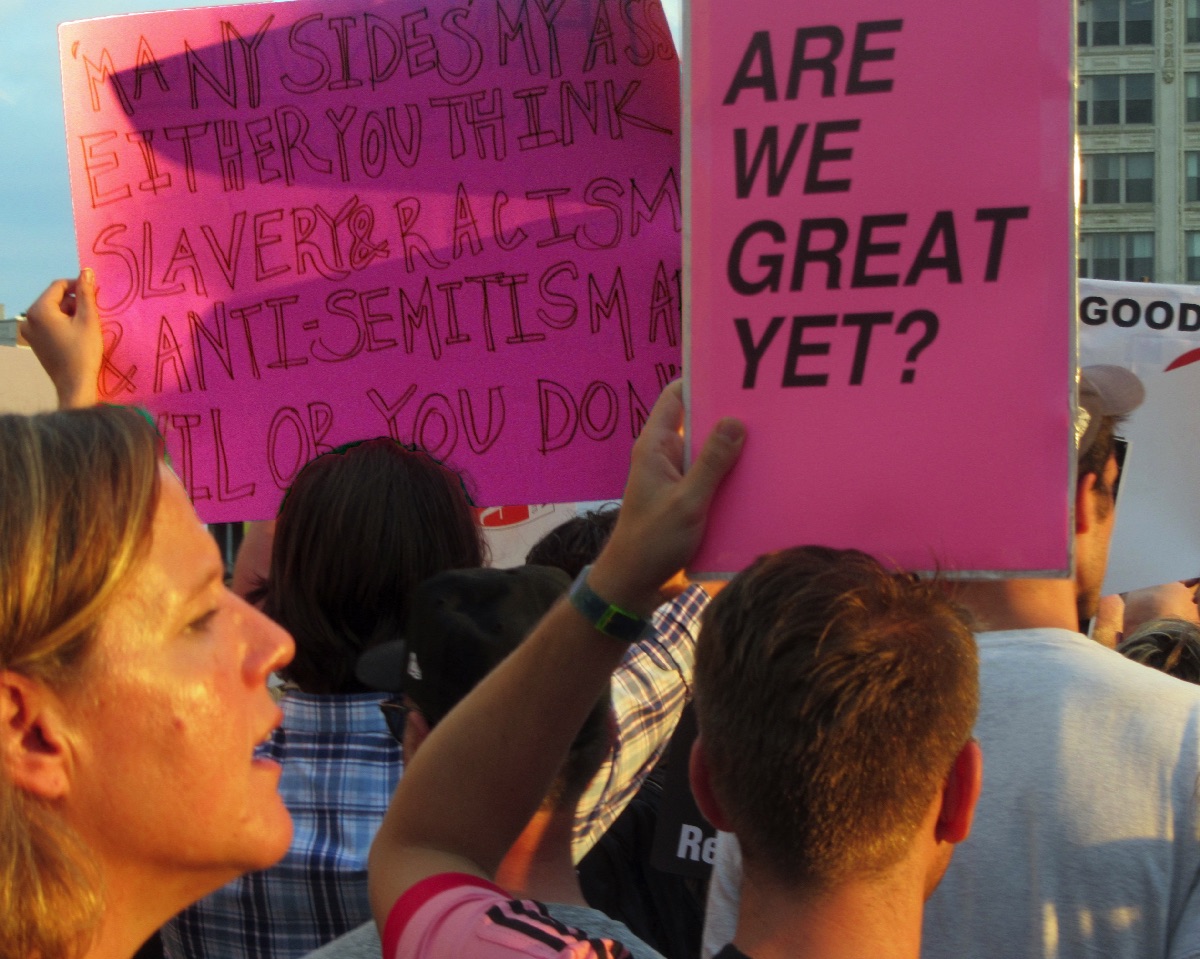 'MANY SIDES' MY ASS
EITHER YOU THINK
SLAVERY & RACISM
& ANTI-SEMITISM
OR YOU DON'T
ARE
WE
GREAT
YET?
GOOD
Re